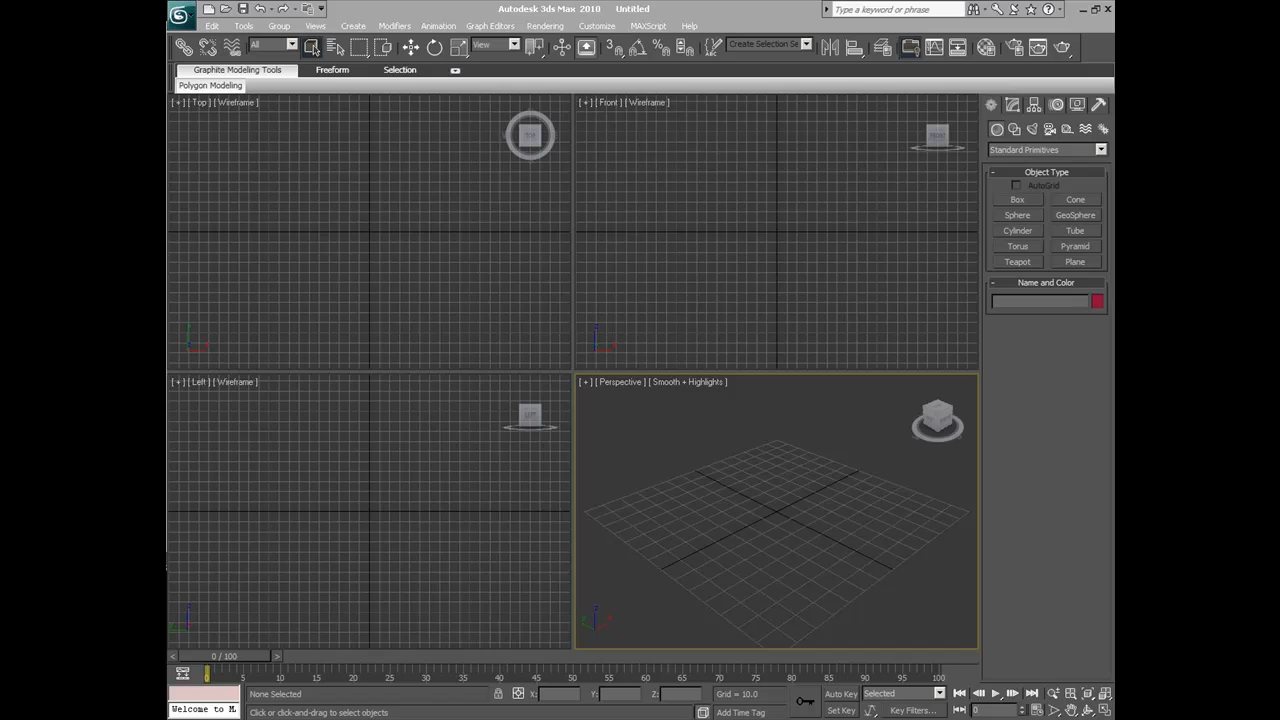 Autodesk 3ds Max 2010 Untitled
Type a keyword or phrase
Edit Tools Group Views Create Modifiers Animation Graph Editors Rendering Customize MAXScript Help
All
View
3
Create Selection Se
Graphite Modeling Tools Freeform Selection
Polygon Modeling
[ + ] [ Top ] [ Wireframe ]
TOP
[ + ] [ Front ] [ Wireframe ]
FRONT
Standard Primitives
- Object Type
AutoGrid
Box Cone
Sphere GeoSphere
Cylinder Tube
Torus Pyramid
Teapot Plane
- Name and Color
[ + ] [ Left ] [ Wireframe ]
LEFT
[ + ] [ Perspective ] [ Smooth + Highlights ]
< 0 / 100 >
0 5 10 15 20 25 30 35 40 45 50 55 60 65 70 75 80 85 90 95 100
None Selected X: Y: Z: Grid = 10.0 Auto Key Selected
Welcome to M Click or click-and-drag to select objects Add Time Tag Set Key Key Filters... 0